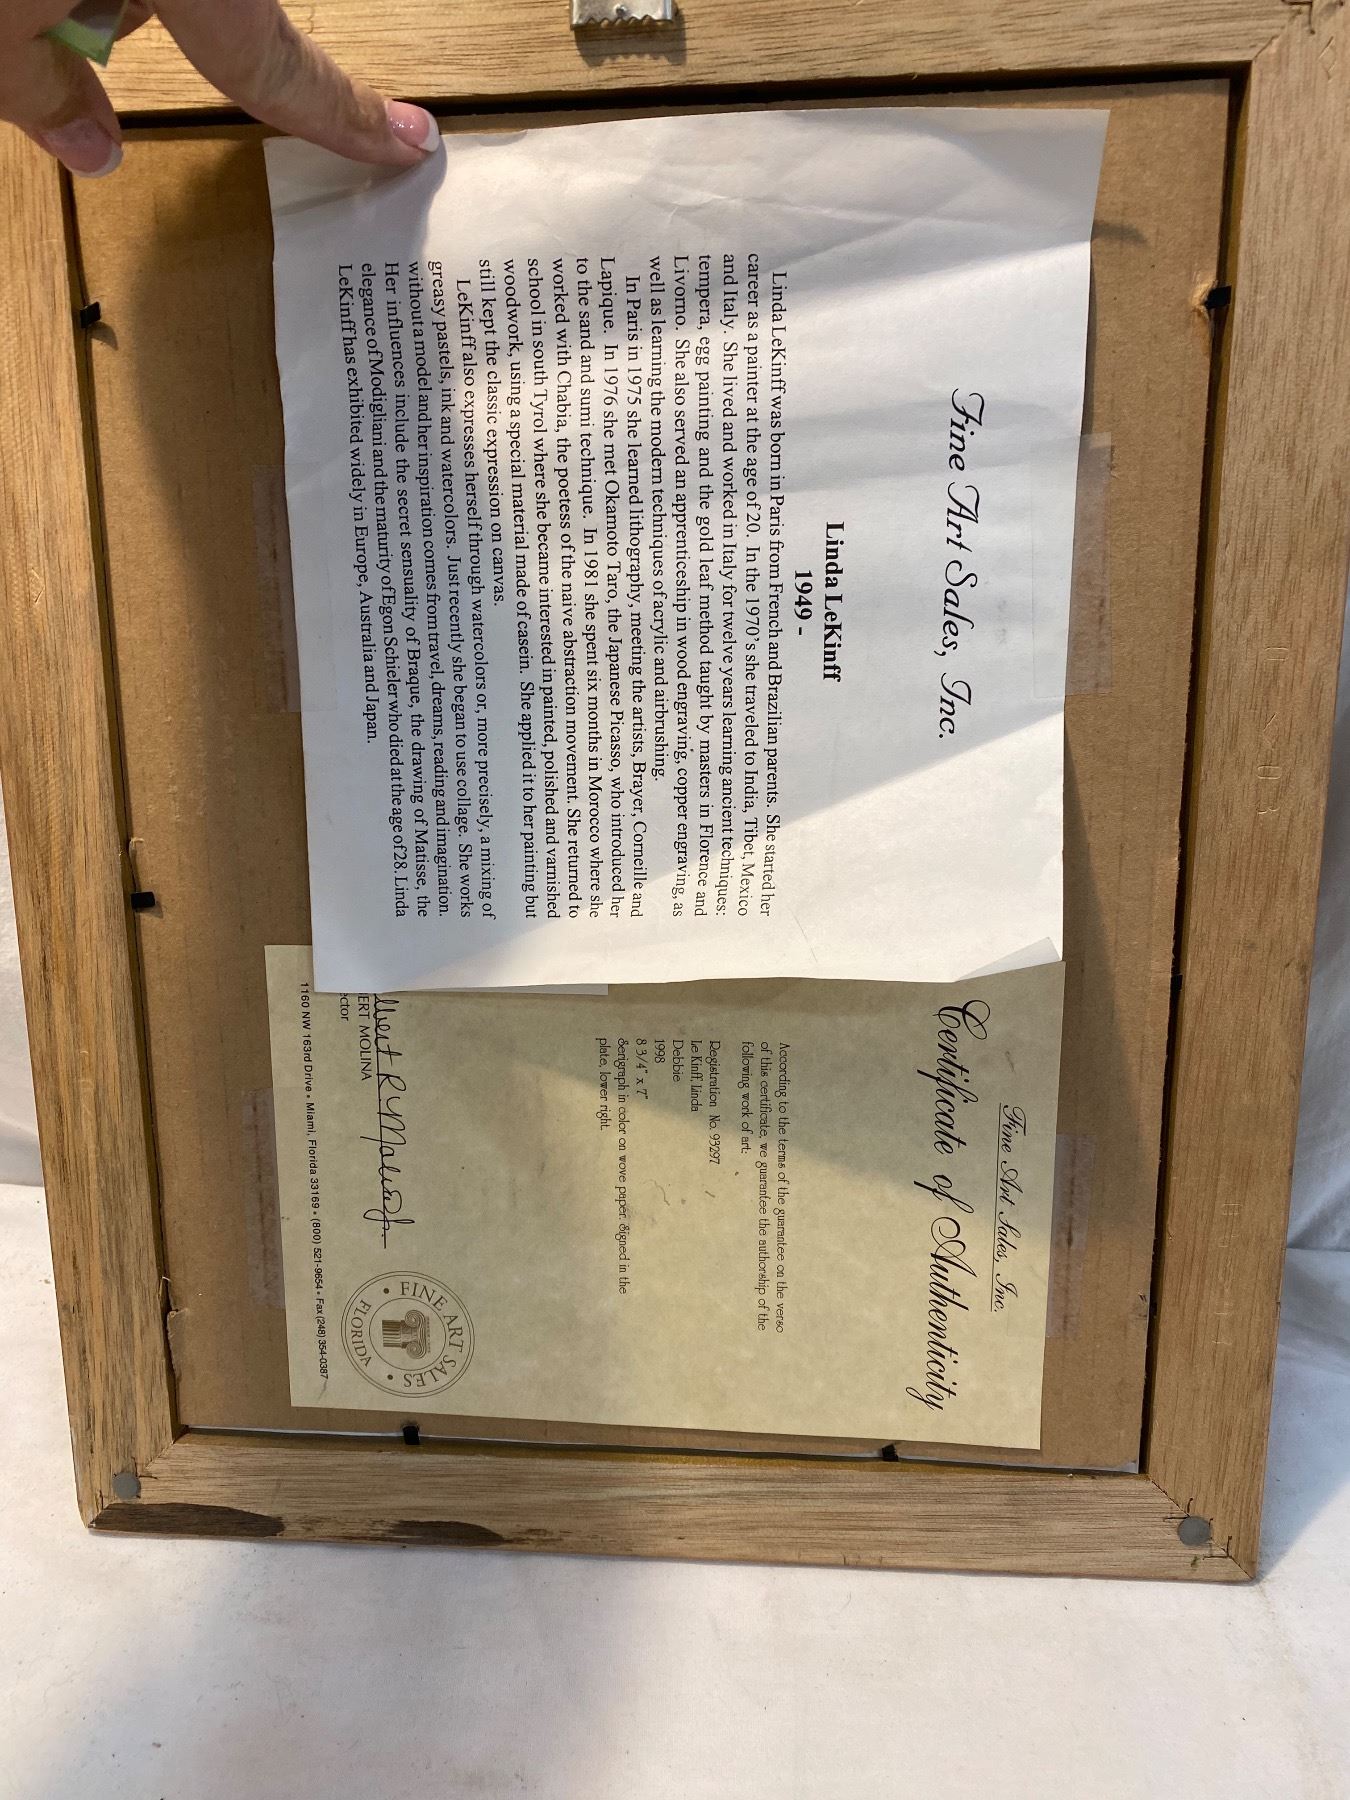 Fine Art Sales, Inc.
Linda LeKinff
1949 -
Linda LeKinff was born in Paris from French and Brazilian parents. She started her
career as a painter at the age of 20. In the 1970's she traveled to India, Tibet, Mexico
and Italy. She lived and worked in Italy for twelve years learning ancient techniques:
tempera, egg painting and the gold leaf method taught by masters in Florence and
Livorno. She also served an apprenticeship in wood engraving, copper engraving, as
well as learning the modern techniques of acrylic and airbrushing.
In Paris in 1975 she learned lithography, meeting the artists, Brayer, Corneille and
Lapique. In 1976 she met Okamoto Taro, the Japanese Picasso, who introduced her
to the sand and sumi technique. In 1981 she spent six months in Morocco where she
worked with Chabia, the poetess of the naive abstraction movement. She returned to
school in south Tyrol where she became interested in painted, polished and varnished
woodwork, using a special material made of casein. She applied it to her painting but
still kept the classic expression on canvas.
LeKinff also expresses herself through watercolors or, more precisely, a mixing of
greasy pastels, ink and watercolors. Just recently she began to use collage. She works
without a model and her inspiration comes from travel, dreams, reading and imagination.
Her influences include the secret sensuality of Braque, the drawing of Matisse, the
elegance of Modigliani and the maturity of Egon Schieler who died at the age of 28. Linda
LeKinff has exhibited widely in Europe, Australia and Japan.
Fine Art Sales, Inc.
Certificate of Authenticity
According to the terms of the guarantee on the verso
of this certificate, we guarantee the authorship of the
following work of art:
Registration No. 93297
Le Kinff, Linda
Debbie
1998
8 3/4" x 7"
Serigraph in color on wove paper. Signed in the
plate, lower right.
lbert R Molina Jr.
ERT MOLINA
ector
1160 NW 163rd Drive • Miami, Florida 33169 • (800) 521-9654 • Fax (248) 354-0387
FINE ART SALES
FLORIDA